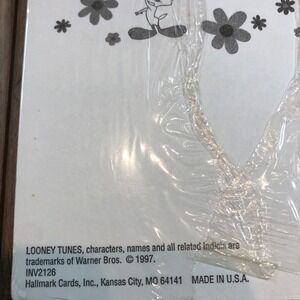 LOONEY TUNES, characters, names and all related indicia are
trademarks of Warner Bros. © 1997.
INV2126
Hallmark Cards, Inc., Kansas City, MO 64141 MADE IN U.S.A.